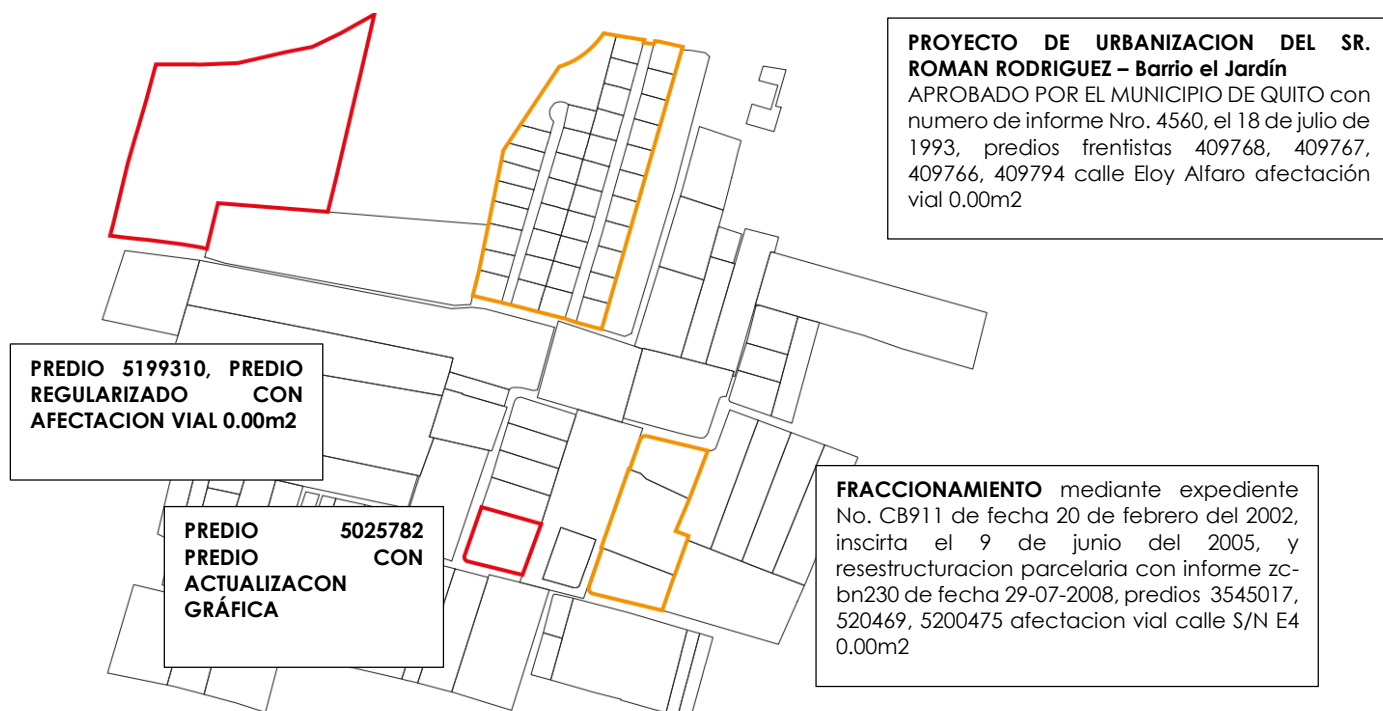 PROYECTO DE URBANIZACION DEL SR.
ROMAN RODRIGUEZ – Barrio el Jardín
APROBADO POR EL MUNICIPIO DE QUITO con
numero de informe Nro. 4560, el 18 de julio de
1993, predios frentistas 409768, 409767,
409766, 409794 calle Eloy Alfaro afectación
vial 0.00m2
PREDIO 5199310, PREDIO
REGULARIZADO CON
AFECTACION VIAL 0.00m2
PREDIO 5025782
PREDIO CON
ACTUALIZACON
GRÁFICA
FRACCIONAMIENTO mediante expediente
No. CB911 de fecha 20 de febrero del 2002,
inscirta el 9 de junio del 2005, y
resestructuracion parcelaria con informe zc-
bn230 de fecha 29-07-2008, predios 3545017,
520469, 5200475 afectacion vial calle S/N E4
0.00m2